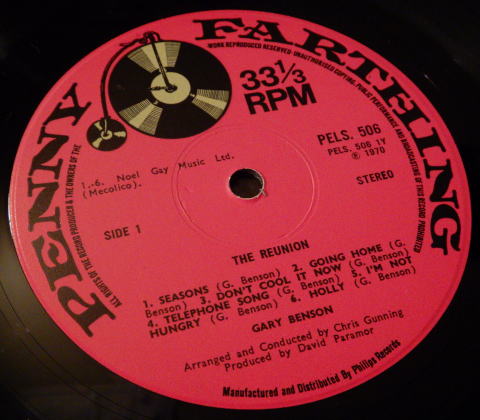 PENNY FARTHING
ALL RIGHTS OF THE RECORD PRODUCER & THE OWNERS OF THE
WORK REPRODUCED RESERVED · UNAUTHORISED COPYING, PUBLIC PERFORMANCE AND BROADCASTING OF THIS RECORD PROHIBITED
33 1/3
RPM
PELS. 506
PELS. 506 1Y
℗ 1970
STEREO
1..6. Noel Gay Music Ltd.
(Mecolico).
SIDE 1
THE REUNION
1. SEASONS (G. Benson) 2. GOING HOME (G.
Benson) 3. DON'T COOL IT NOW (G. Benson)
4. TELEPHONE SONG (G. Benson) 5. I'M NOT
HUNGRY (G. Benson) 6. HOLLY (G. Benson)
GARY BENSON
Arranged and Conducted by Chris Gunning
Produced by David Paramor
Manufactured and Distributed By Philips Records